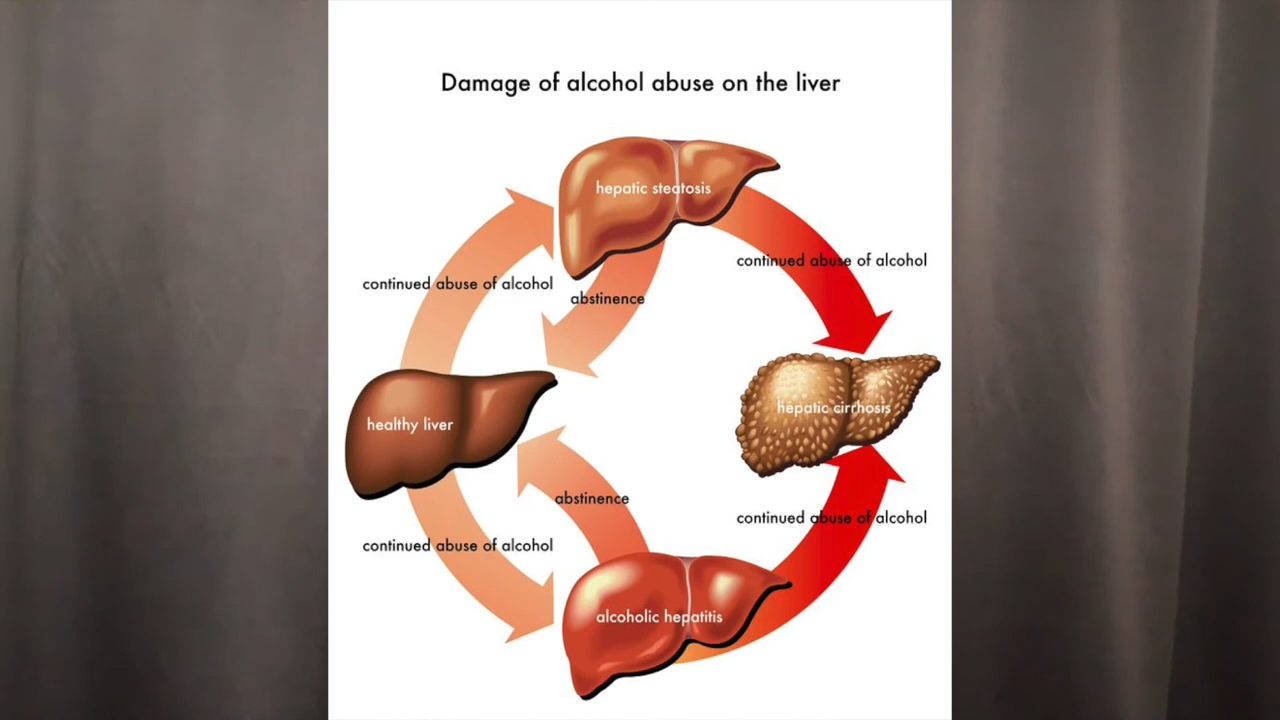 Damage of alcohol abuse on the liver
hepatic steatosis
continued abuse of alcohol
continued abuse of alcohol
abstinence
hepatic cirrhosis
healthy liver
abstinence
continued abuse of alcohol
continued abuse of alcohol
alcoholic hepatitis